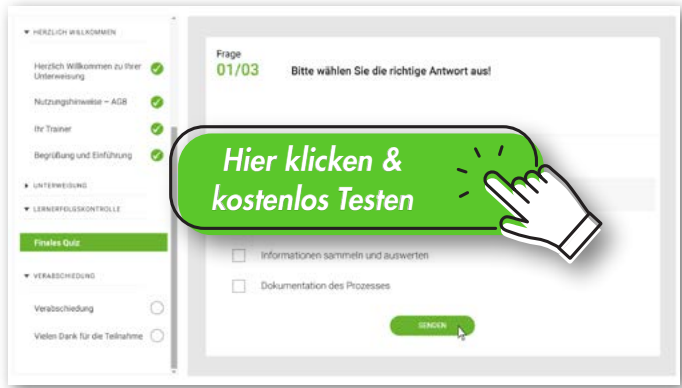 HERZLICH WILLKOMMEN
Herzlich Willkommen zu Ihrer
Unterweisung
Nutzungshinweise – AGB
Ihr Trainer
Begrüßung und Einführung
UNTERWEISUNG
LERNERFOLGSKONTROLLE
Finales Quiz
VERABSCHIEDUNG
Verabschiedung
Vielen Dank für die Teilnahme
Frage
01/03
Bitte wählen Sie die richtige Antwort aus!
Hier klicken &
kostenlos Testen
Informationen sammeln und auswerten
Dokumentation des Prozesses
SENDEN